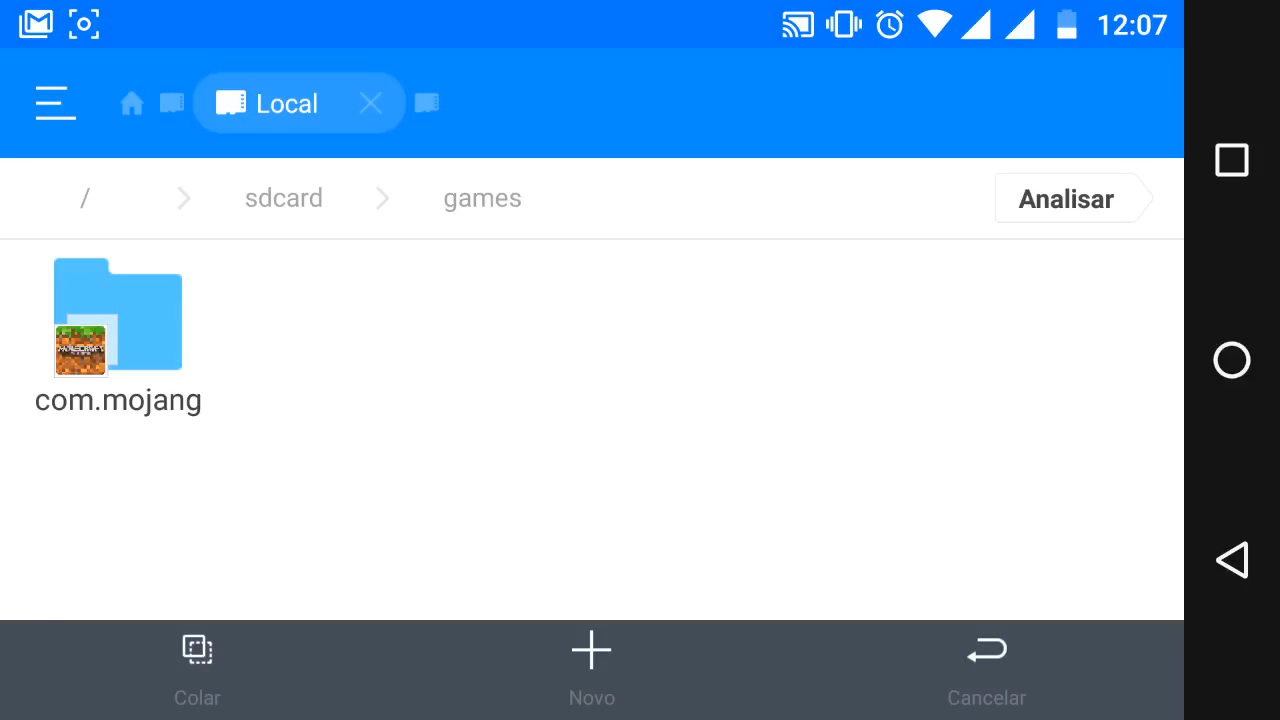 12:07
Local
/ sdcard games Analisar
com.mojang
Colar Novo Cancelar